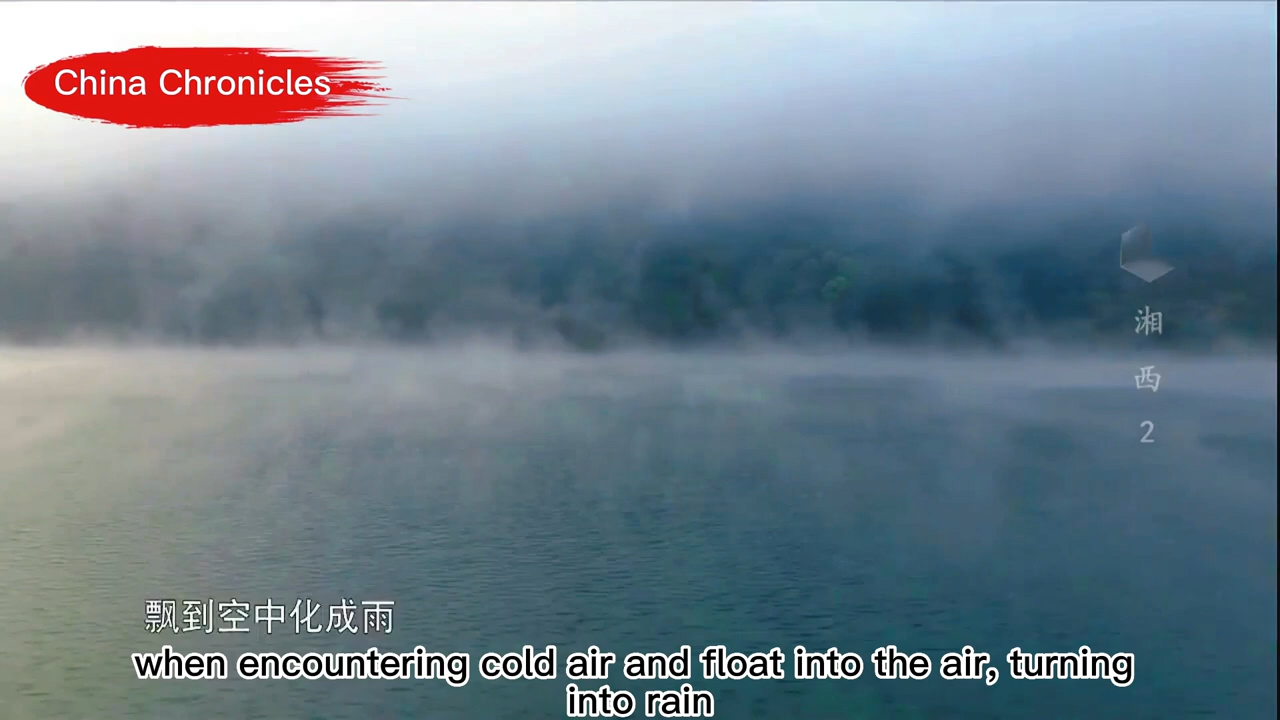 China Chronicles
湘
西
2
飘到空中化成雨
when encountering cold air and float into the air, turning
into rain